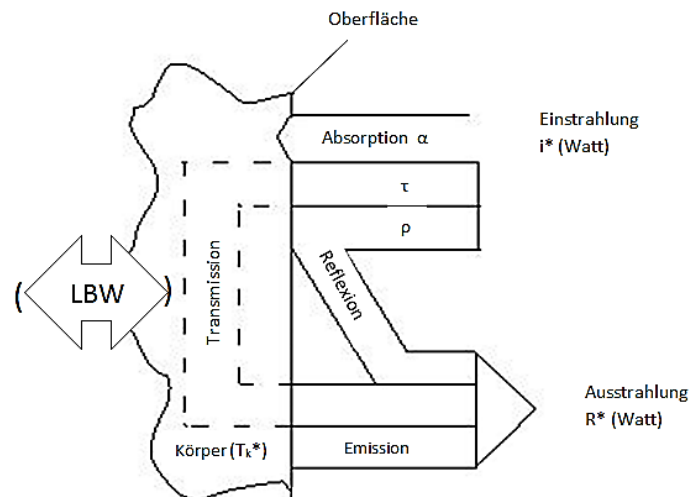 Oberfläche
Einstrahlung
i* (Watt)
Absorption α
τ
ρ
Reflexion
Transmission
( LBW )
Ausstrahlung
R* (Watt)
Körper (Tₖ*)
Emission